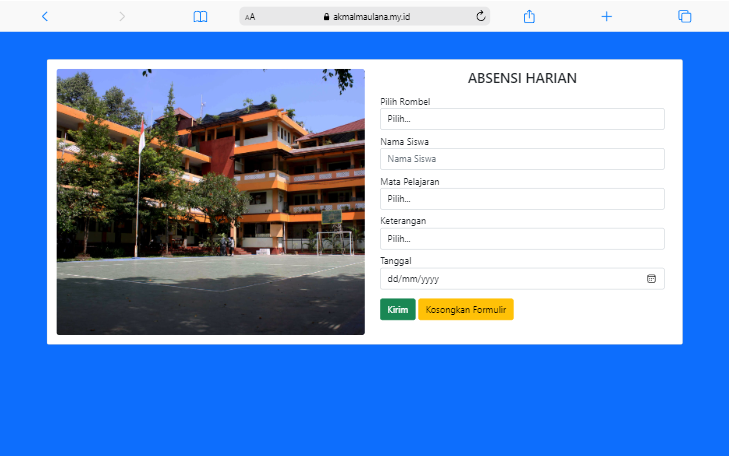 AA
akmalmaulana.my.id
ABSENSI HARIAN
Pilih Rombel
Pilih...
Nama Siswa
Nama Siswa
Mata Pelajaran
Pilih...
Keterangan
Pilih...
Tanggal
dd/mm/yyyy
Kirim Kosongkan Formulir